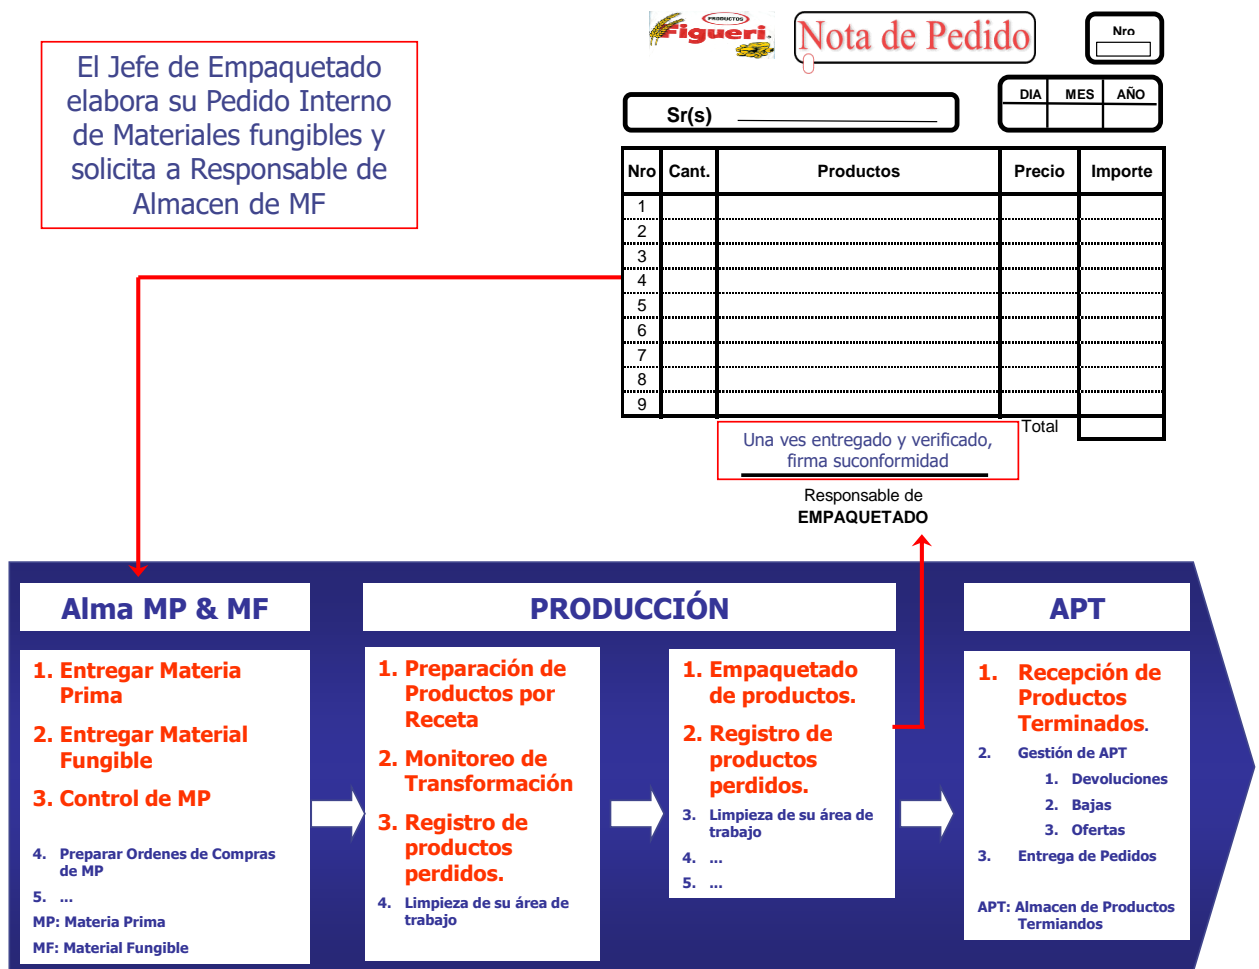 El Jefe de Empaquetado
elabora su Pedido Interno
de Materiales fungibles y
solicita a Responsable de
Almacen de MF
PRODUCTOS
Figueri
Nota de Pedido
Nro
Sr(s)
DIA MES AÑO
Nro Cant. Productos Precio Importe
1
2
3
4
5
6
7
8
9
Total
Una ves entregado y verificado,
firma suconformidad
Responsable de
EMPAQUETADO
Alma MP & MF
1. Entregar Materia
Prima
2. Entregar Material
Fungible
3. Control de MP
4. Preparar Ordenes de Compras
de MP
5. ...
MP: Materia Prima
MF: Material Fungible
PRODUCCIÓN
1. Preparación de
Productos por
Receta
2. Monitoreo de
Transformación
3. Registro de
productos
perdidos.
4. Limpieza de su área de
trabajo
1. Empaquetado
de productos.
2. Registro de
productos
perdidos.
3. Limpieza de su área de
trabajo
4. ...
5. ...
APT
1. Recepción de
Productos
Terminados.
2. Gestión de APT
1. Devoluciones
2. Bajas
3. Ofertas
3. Entrega de Pedidos
APT: Almacen de Productos
Termiandos